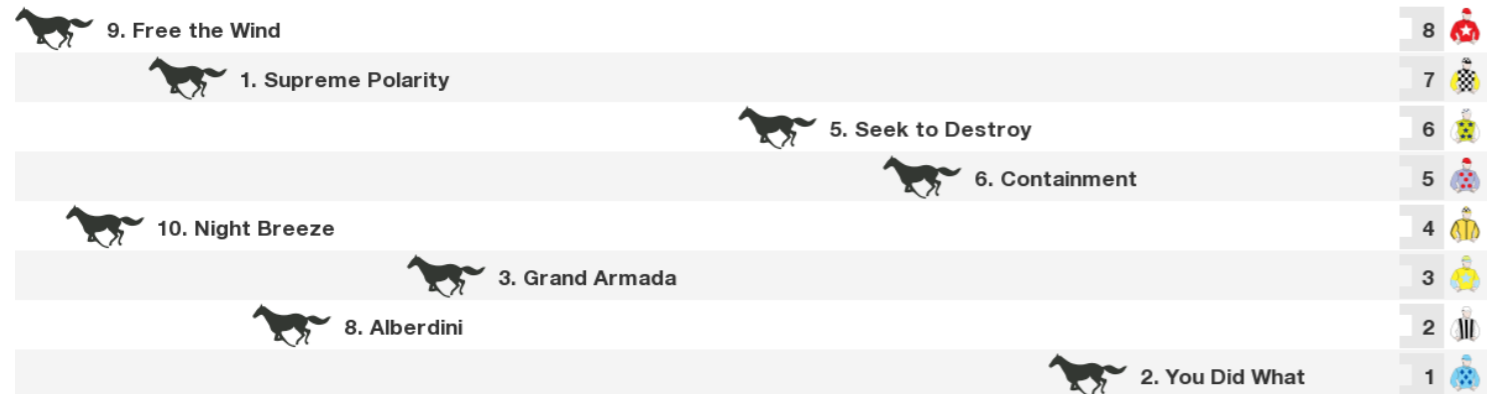 9. Free the Wind 8
1. Supreme Polarity 7
5. Seek to Destroy 6
6. Containment 5
10. Night Breeze 4
3. Grand Armada 3
8. Alberdini 2
2. You Did What 1